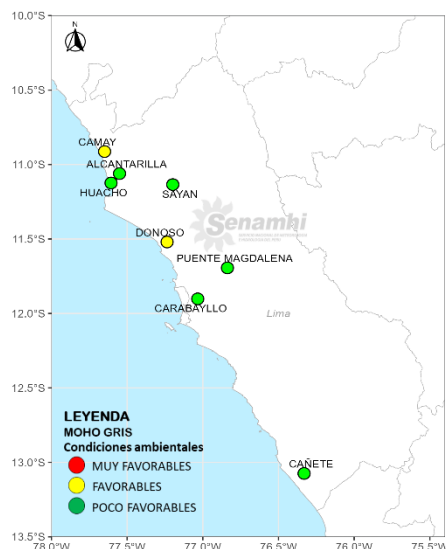 10.0°S
N
10.5°S
CAMAY
11.0°S
ALCANTARILLA
HUACHO
SAYAN
Senamhi
11.5°S
DONOSO
PUENTE MAGDALENA
12.0°S
CARABAYLLO
Lima
12.5°S
LEYENDA
MOHO GRIS
Condiciones ambientales
MUY FAVORABLES
FAVORABLES
POCO FAVORABLES
13.0°S
CAÑETE
13.5°S
78.0°W 77.5°W 77.0°W 76.5°W 76.0°W 75.5°W